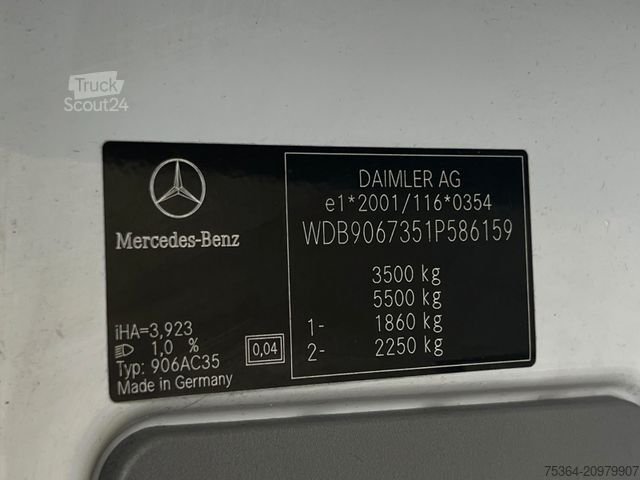 Truck
Scout24
DAIMLER AG
e1*2001/116*0354
WDB9067351P586159
3500 kg
5500 kg
1- 1860 kg
2- 2250 kg
Mercedes-Benz
iHA=3,923
1,0 %
0,04
Typ: 906AC35
Made in Germany
75364-20979907